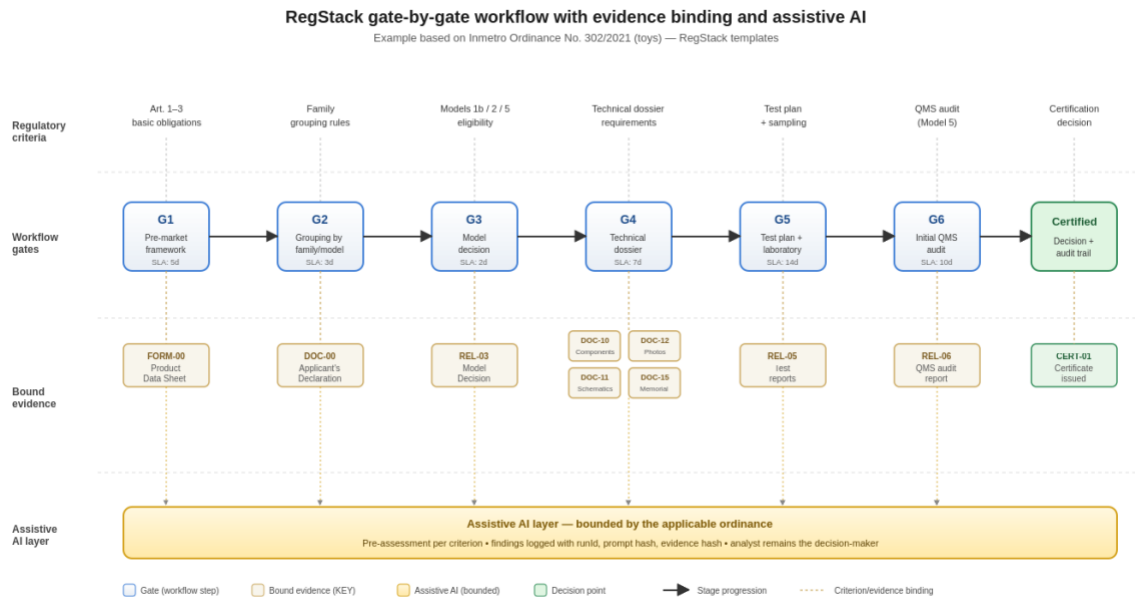 RegStack gate-by-gate workflow with evidence binding and assistive AI
Example based on Inmetro Ordinance No. 302/2021 (toys) — RegStack templates
Regulatory
criteria
Art. 1–3
basic obligations
Family
grouping rules
Models 1b / 2 / 5
eligibility
Technical dossier
requirements
Test plan
+ sampling
QMS audit
(Model 5)
Certification
decision
Workflow
gates
G1
Pre-market
framework
SLA: 5d
G2
Grouping by
family/model
SLA: 3d
G3
Model
decision
SLA: 2d
G4
Technical
dossier
SLA: 7d
G5
Test plan +
laboratory
SLA: 14d
G6
Initial QMS
audit
SLA: 10d
Certified
Decision +
audit trail
Bound
evidence
FORM-00
Product
Data Sheet
DOC-00
Applicant's
Declaration
REL-03
Model
Decision
DOC-10
Components
DOC-12
Photos
DOC-11
Schematics
DOC-15
Memorial
REL-05
Test
reports
REL-06
QMS audit
report
CERT-01
Certificate
issued
Assistive
AI layer
Assistive AI layer — bounded by the applicable ordinance
Pre-assessment per criterion • findings logged with runId, prompt hash, evidence hash • analyst remains the decision-maker
Gate (workflow step)
Bound evidence (KEY)
Assistive AI (bounded)
Decision point
Stage progression
Criterion/evidence binding